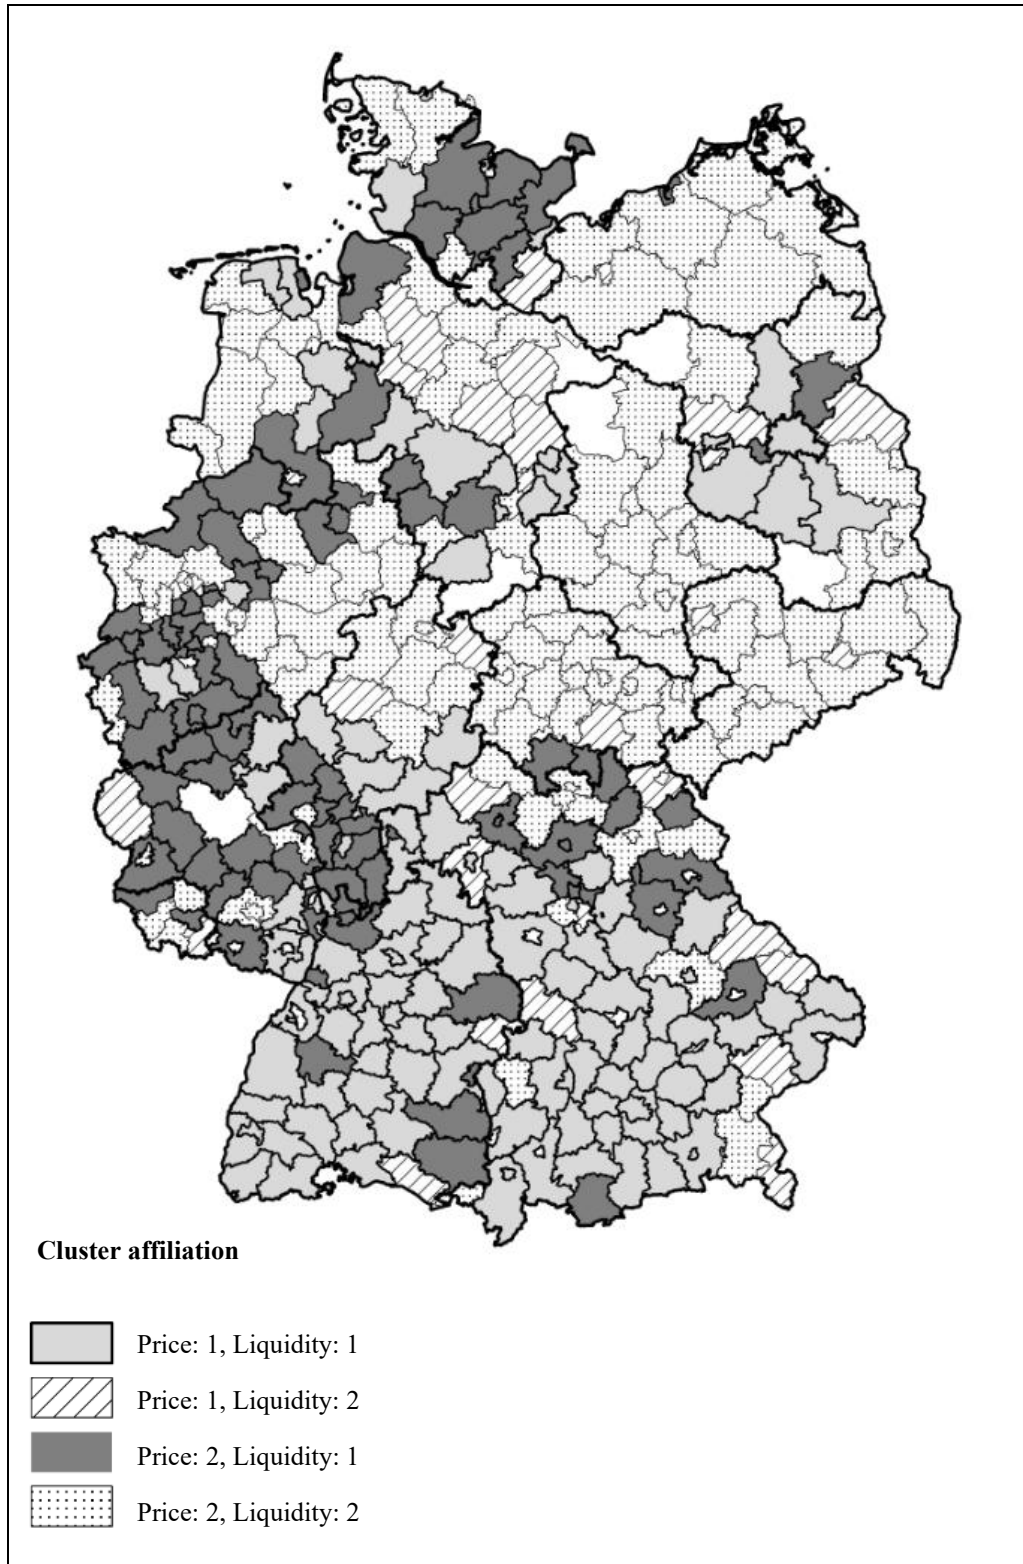 Cluster affiliation
Price: 1, Liquidity: 1
Price: 1, Liquidity: 2
Price: 2, Liquidity: 1
Price: 2, Liquidity: 2